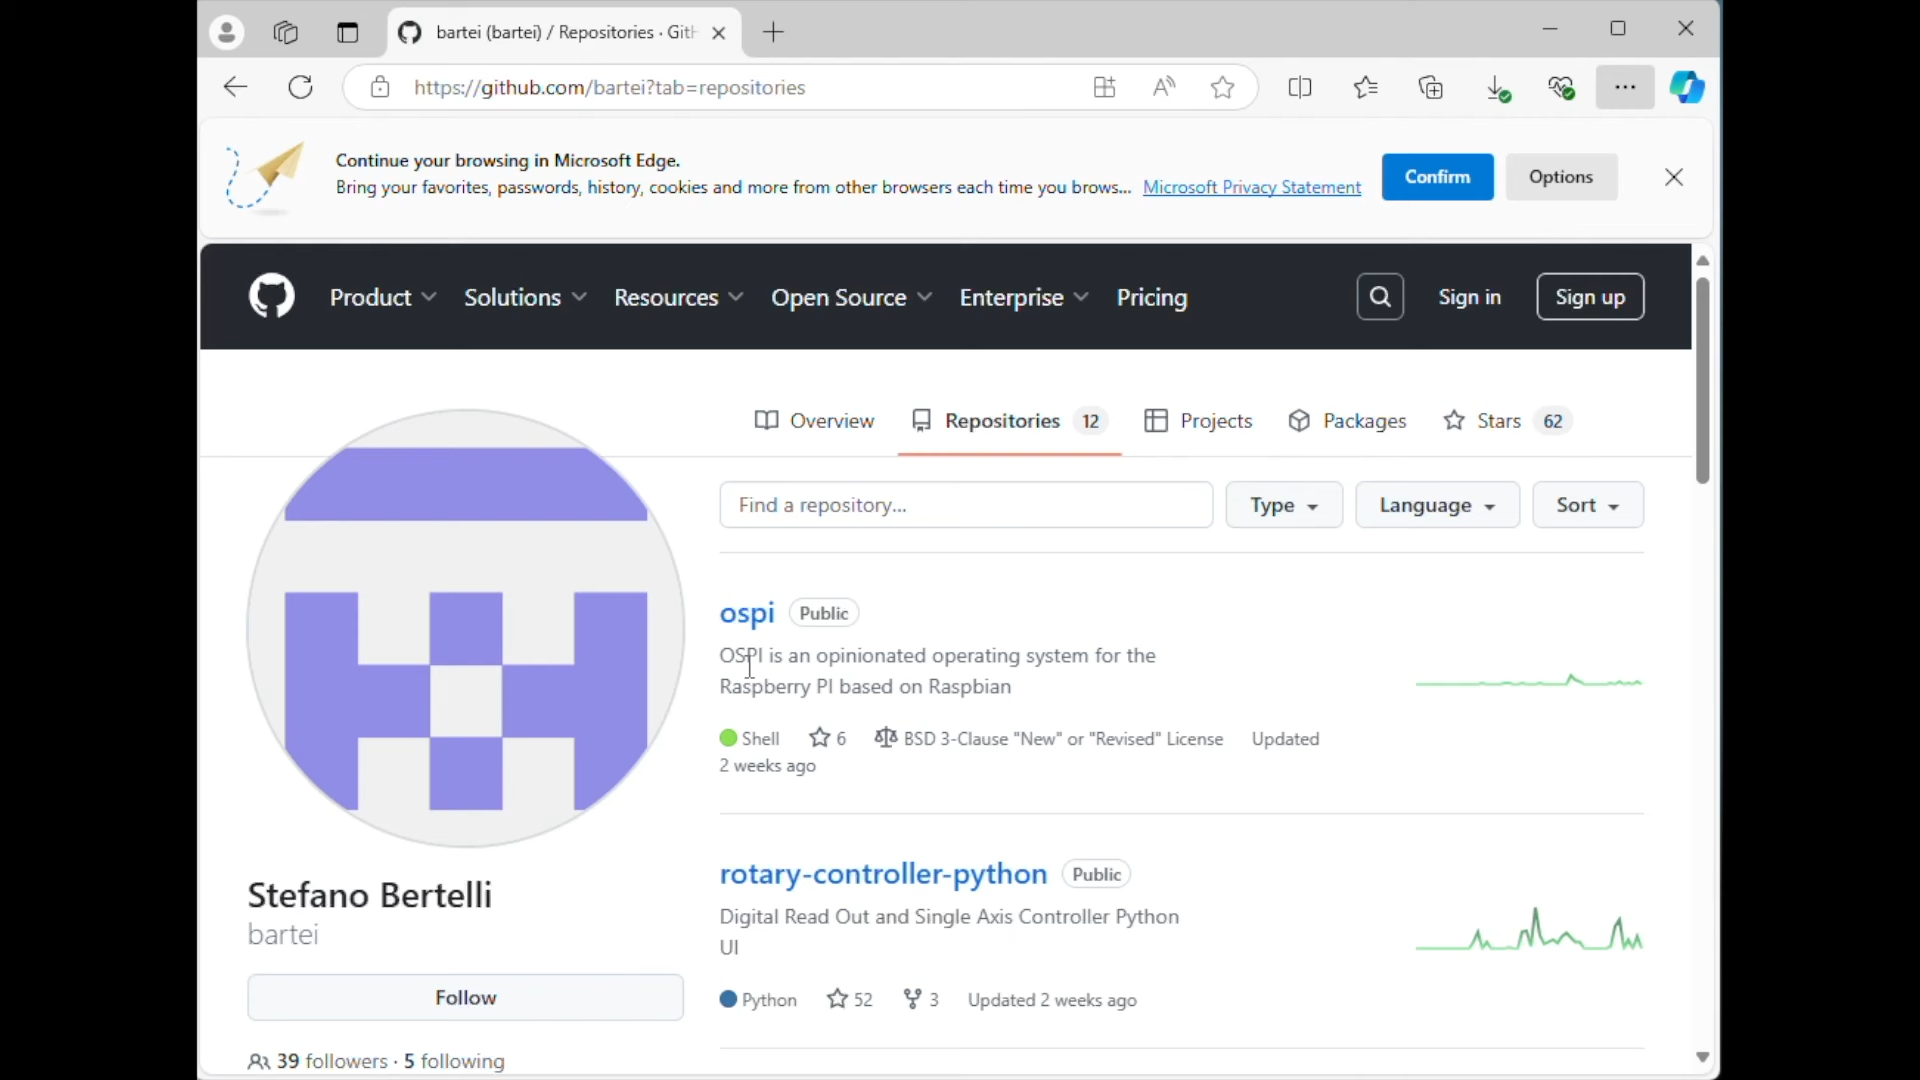 bartei (bartei) / Repositories · Gith
https://github.com/bartei?tab=repositories
Continue your browsing in Microsoft Edge.
Bring your favorites, passwords, history, cookies and more from other browsers each time you brows... Microsoft Privacy Statement
Confirm
Options
Product Solutions Resources Open Source Enterprise Pricing
Sign in
Sign up
Overview Repositories 12 Projects Packages Stars 62
Find a repository...
Type
Language
Sort
ospi Public
OSPI is an opinionated operating system for the
Raspberry PI based on Raspbian
Shell 6 BSD 3-Clause "New" or "Revised" License Updated
2 weeks ago
rotary-controller-python Public
Digital Read Out and Single Axis Controller Python
UI
Python 52 3 Updated 2 weeks ago
Stefano Bertelli
bartei
Follow
39 followers · 5 following